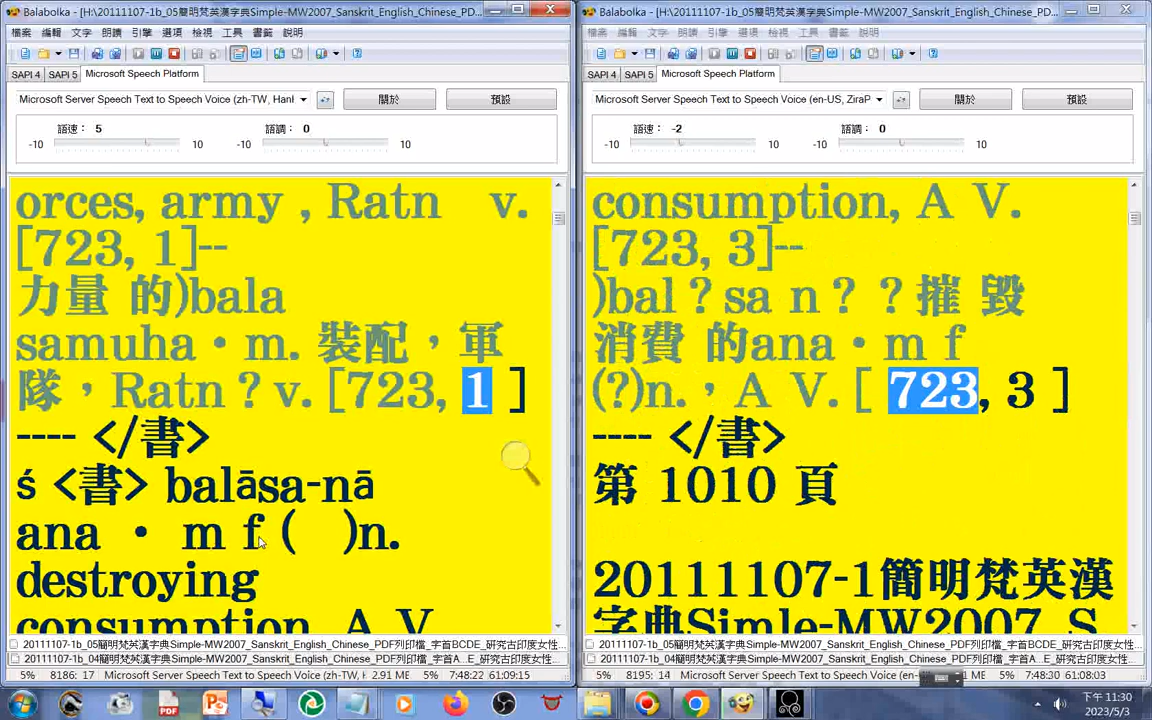 Balabolka - [H:\20111107-1b_05簡明梵英漢字典Simple-MW2007_Sanskrit_English_Chinese_PD...
檔案 編輯 文字 朗讀 引擎 選項 檢視 工具 書籤 說明
SAPI 4 SAPI 5 Microsoft Speech Platform
Microsoft Server Speech Text to Speech Voice (zh-TW, Hanl 關於 預設
語速： 5 語調： 0
-10 10 -10 10
orces, army , Ratn v.
[723, 1]--
力量 的)bala
samuha・m. 裝配，軍
隊，Ratn？v. [723, 1 ]
---- </書>
ś <書> balāsa-nā
ana ・ m f ( )n.
destroying
consumption, A V.
20111107-1b_05簡明梵英漢字典Simple-MW2007_Sanskrit_English_Chinese_PDF列印檔_字首BCDE_研究古印度女性...
20111107-1b_04簡明梵英漢字典Simple-MW2007_Sanskrit_English_Chinese_PDF列印檔_字首A...E_研究古印度女性...
5% 8186: 17 Microsoft Server Speech Text to Speech Voice (zh-TW, H 2.91 MB 5% 7:48:22 61:09:15
Balabolka - [H:\20111107-1b_05簡明梵英漢字典Simple-MW2007_Sanskrit_English_Chinese_PD...
檔案 編輯 文字 朗讀 引擎 選項 檢視 工具 書籤 說明
SAPI 4 SAPI 5 Microsoft Speech Platform
Microsoft Server Speech Text to Speech Voice (en-US, ZiraP 關於 預設
語速： -2 語調： 0
-10 10 -10 10
consumption, A V.
[723, 3]--
)bal？sa n？？摧 毀
消費 的ana・m f
(?)n.，A V. [ 723, 3 ]
---- </書>
第 1010 頁
20111107-1簡明梵英漢
字典Simple-MW2007_S
20111107-1b_05簡明梵英漢字典Simple-MW2007_Sanskrit_English_Chinese_PDF列印檔_字首BCDE_研究古印度女性...
20111107-1b_04簡明梵英漢字典Simple-MW2007_Sanskrit_English_Chinese_PDF列印檔_字首A...E_研究古印度女性...
5% 8195: 14 Microsoft Server Speech Text to Speech Voice (en-US, 5% 7:48:30 61:08:03
PDF
下午 11:30
2023/5/3